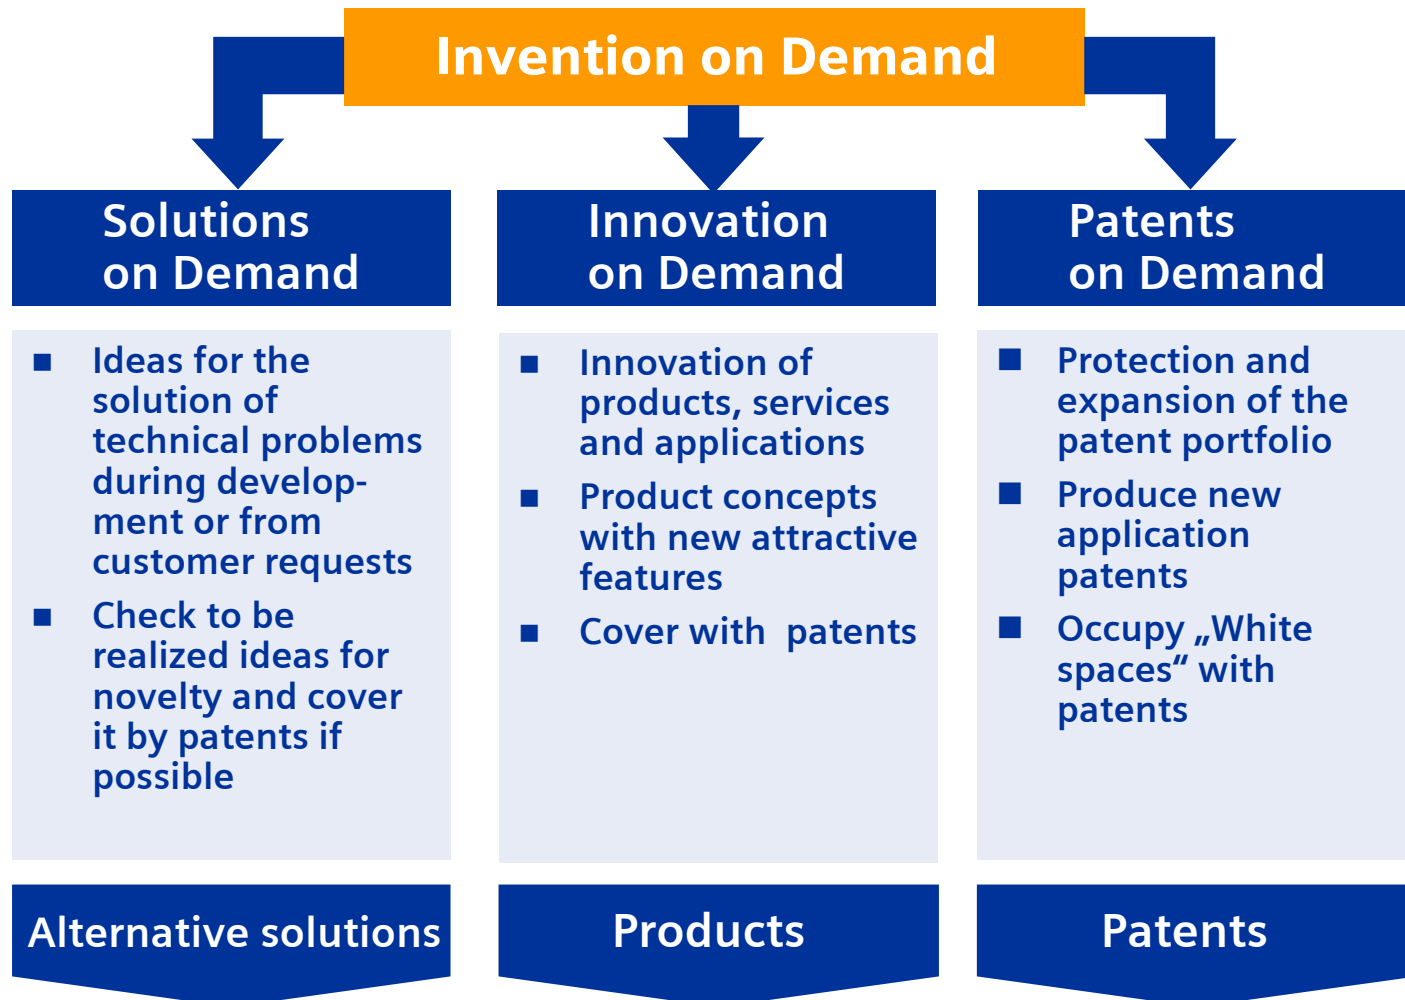 Invention on Demand
Solutions
on Demand
■ Ideas for the
solution of
technical problems
during develop-
ment or from
customer requests
■ Check to be
realized ideas for
novelty and cover
it by patents if
possible
Alternative solutions
Innovation
on Demand
■ Innovation of
products, services
and applications
■ Product concepts
with new attractive
features
■ Cover with  patents
Products
Patents
on Demand
■ Protection and
expansion of the
patent portfolio
■ Produce new
application
patents
■ Occupy „White
spaces“ with
patents
Patents